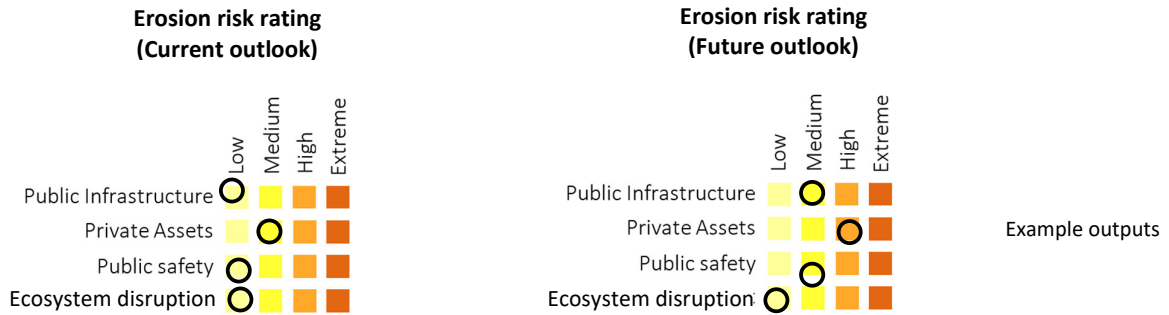 Erosion risk rating
(Current outlook)
Low
Medium
High
Extreme
Public Infrastructure
Private Assets
Public safety
Ecosystem disruption
Erosion risk rating
(Future outlook)
Low
Medium
High
Extreme
Public Infrastructure
Private Assets
Public safety
Ecosystem disruption
Example outputs